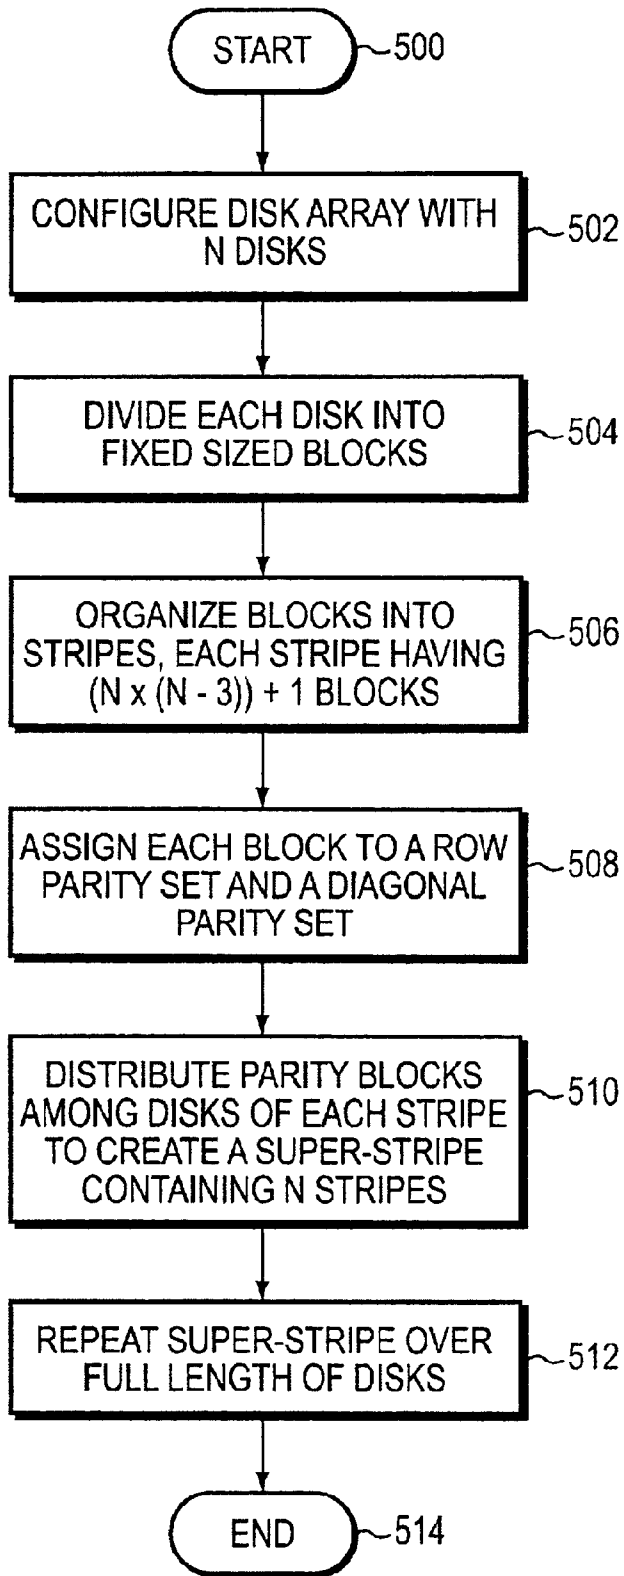 START
500
CONFIGURE DISK ARRAY WITH
N DISKS
502
DIVIDE EACH DISK INTO
FIXED SIZED BLOCKS
504
ORGANIZE BLOCKS INTO
STRIPES, EACH STRIPE HAVING
(N x (N - 3)) + 1 BLOCKS
506
ASSIGN EACH BLOCK TO A ROW
PARITY SET AND A DIAGONAL
PARITY SET
508
DISTRIBUTE PARITY BLOCKS
AMONG DISKS OF EACH STRIPE
TO CREATE A SUPER-STRIPE
CONTAINING N STRIPES
510
REPEAT SUPER-STRIPE OVER
FULL LENGTH OF DISKS
512
END
514